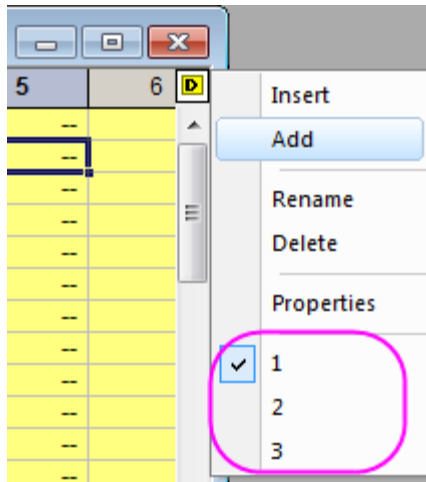 5 6 D
--
--
--
--
--
--
--
--
--
--
--
--
Insert
Add
Rename
Delete
Properties
1
2
3